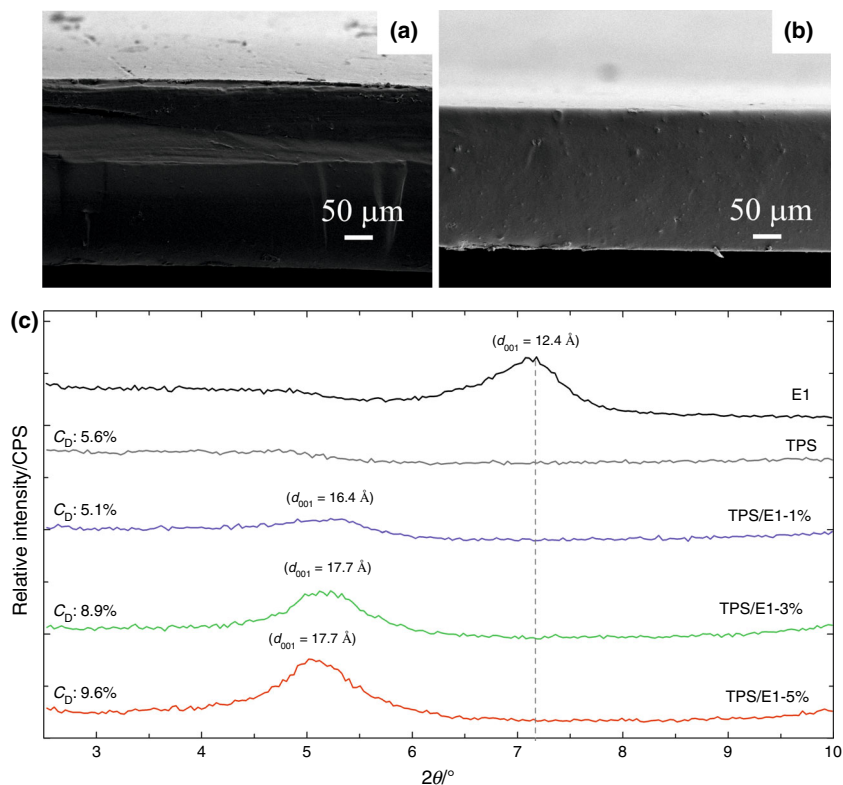 (a)
(b)
50 µm
50 µm
(c)
(d001 = 12.4 Å)
E1
CD: 5.6%
TPS
(d001 = 16.4 Å)
CD: 5.1%
TPS/E1-1%
(d001 = 17.7 Å)
CD: 8.9%
TPS/E1-3%
(d001 = 17.7 Å)
CD: 9.6%
TPS/E1-5%
Relative intensity/CPS
3 4 5 6 7 8 9 10
2θ/°